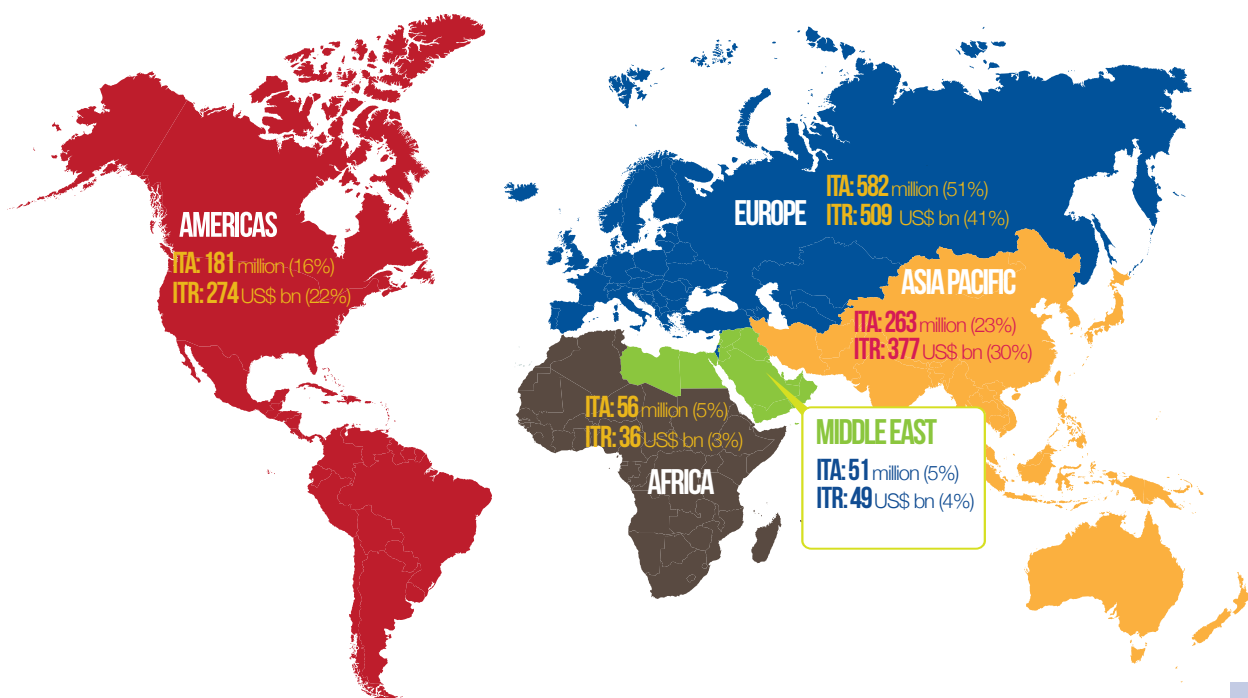 AMERICAS
ITA: 181 million (16%)
ITR: 274 US$ bn (22%)
EUROPE
ITA: 582 million (51%)
ITR: 509 US$ bn (41%)
ASIA PACIFIC
ITA: 263 million (23%)
ITR: 377 US$ bn (30%)
ITA: 56 million (5%)
ITR: 36 US$ bn (3%)
AFRICA
MIDDLE EAST
ITA: 51 million (5%)
ITR: 49 US$ bn (4%)